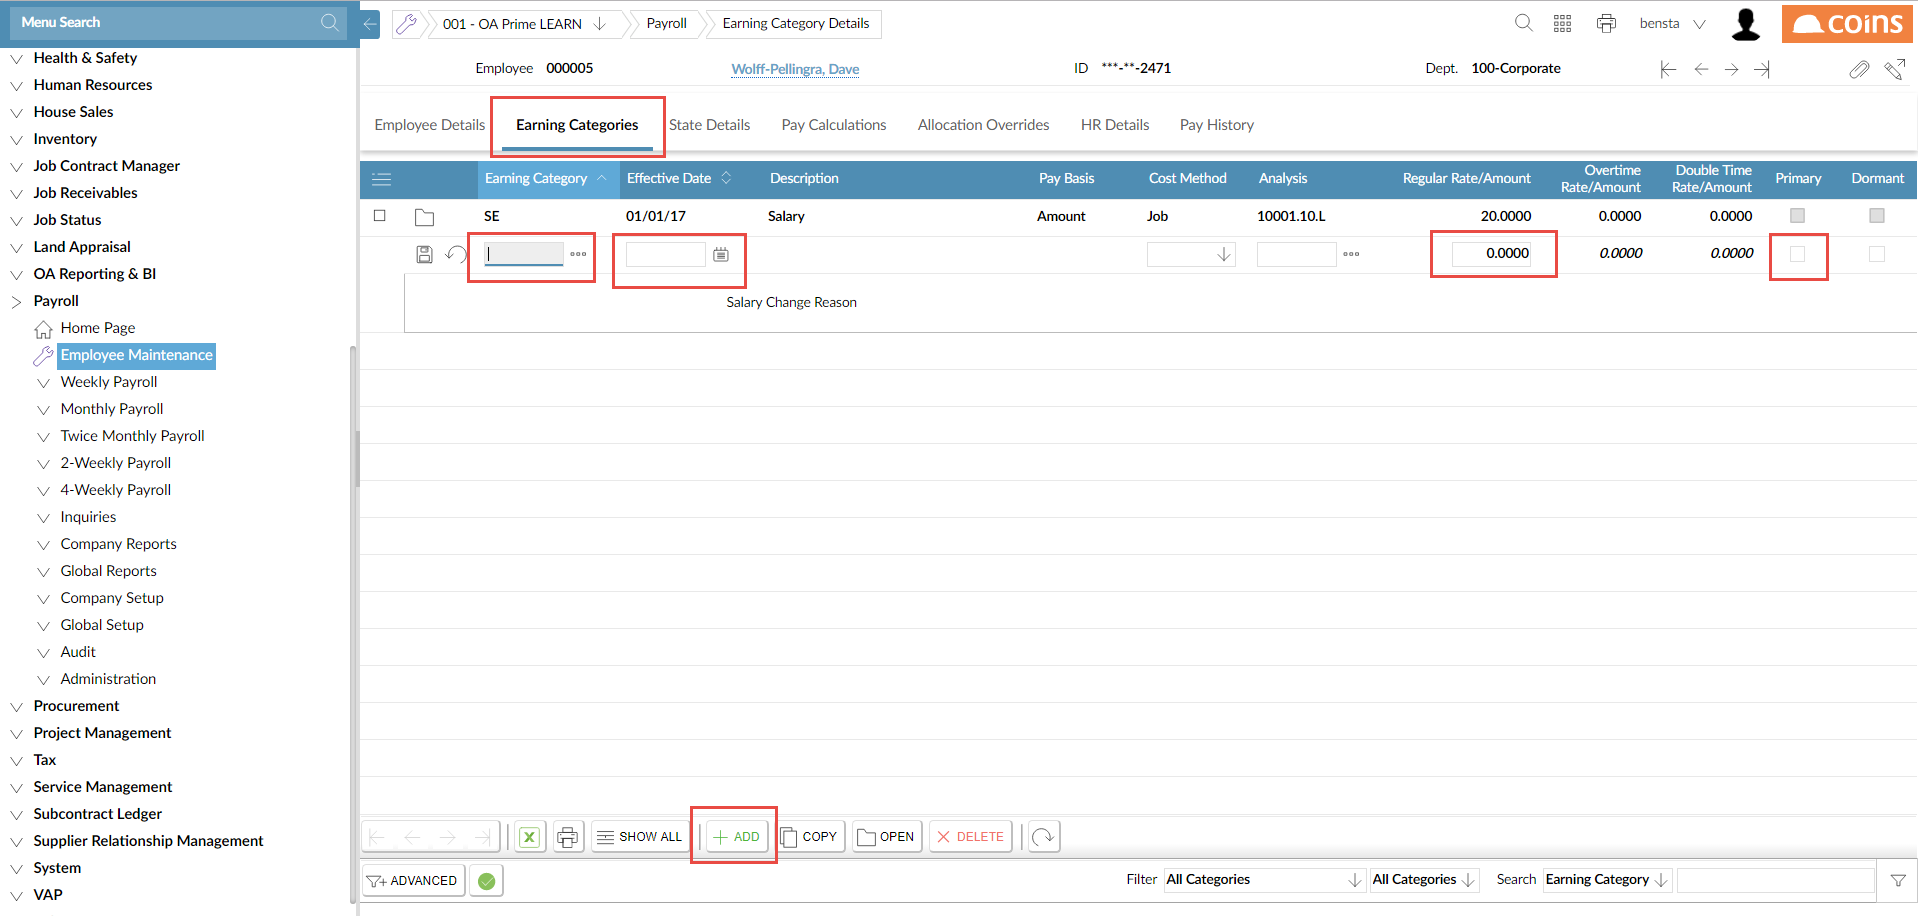 Menu Search
Health & Safety
Human Resources
House Sales
Inventory
Job Contract Manager
Job Receivables
Job Status
Land Appraisal
OA Reporting & BI
Payroll
Home Page
Employee Maintenance
Weekly Payroll
Monthly Payroll
Twice Monthly Payroll
2-Weekly Payroll
4-Weekly Payroll
Inquiries
Company Reports
Global Reports
Company Setup
Global Setup
Audit
Administration
Procurement
Project Management
Tax
Service Management
Subcontract Ledger
Supplier Relationship Management
System
VAP
001 - OA Prime LEARN Payroll Earning Category Details bensta coins
Employee 000005 Wolff-Pellingra, Dave ID ***-**-2471 Dept. 100-Corporate
Employee Details Earning Categories State Details Pay Calculations Allocation Overrides HR Details Pay History
Earning Category Effective Date Description Pay Basis Cost Method Analysis Regular Rate/Amount Overtime Rate/Amount Double Time Rate/Amount Primary Dormant
SE 01/01/17 Salary Amount Job 10001.10.L 20.0000 0.0000 0.0000
0.0000 0.0000 0.0000
Salary Change Reason
X SHOW ALL ADD COPY OPEN DELETE
ADVANCED Filter All Categories All Categories Search Earning Category